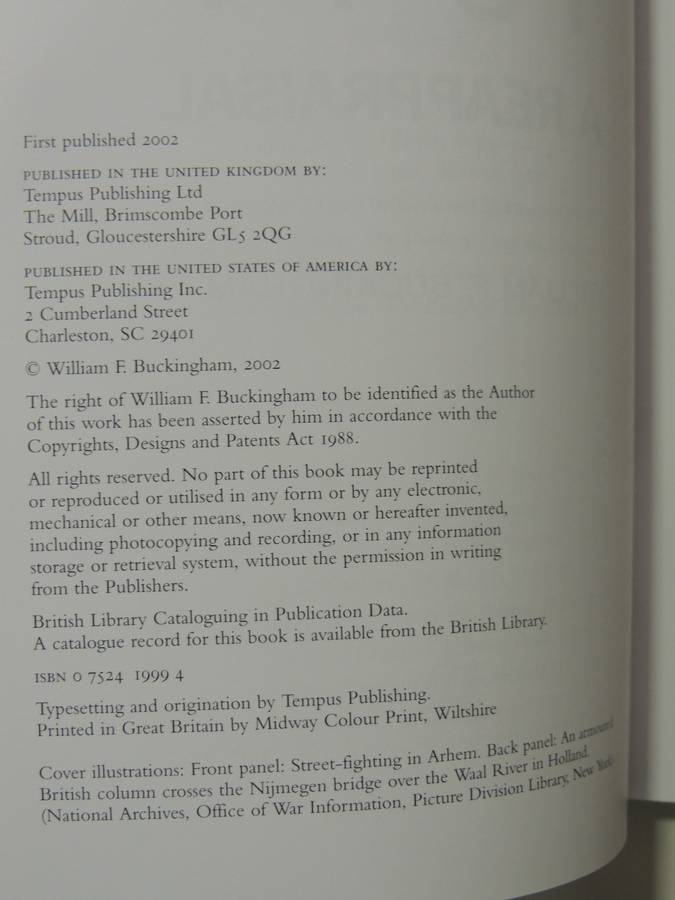 First published 2002
PUBLISHED IN THE UNITED KINGDOM BY:
Tempus Publishing Ltd
The Mill, Brimscombe Port
Stroud, Gloucestershire GL5 2QG
PUBLISHED IN THE UNITED STATES OF AMERICA BY:
Tempus Publishing Inc.
2 Cumberland Street
Charleston, SC 29401
© William F. Buckingham, 2002
The right of William F. Buckingham to be identified as the Author
of this work has been asserted by him in accordance with the
Copyrights, Designs and Patents Act 1988.
All rights reserved. No part of this book may be reprinted
or reproduced or utilised in any form or by any electronic,
mechanical or other means, now known or hereafter invented,
including photocopying and recording, or in any information
storage or retrieval system, without the permission in writing
from the Publishers.
British Library Cataloguing in Publication Data.
A catalogue record for this book is available from the British Library.
ISBN 0 7524 1999 4
Typesetting and origination by Tempus Publishing.
Printed in Great Britain by Midway Colour Print, Wiltshire
Cover illustrations: Front panel: Street-fighting in Arhem. Back panel: An armoured
British column crosses the Nijmegen bridge over the Waal River in Holland.
(National Archives, Office of War Information, Picture Division Library, New York